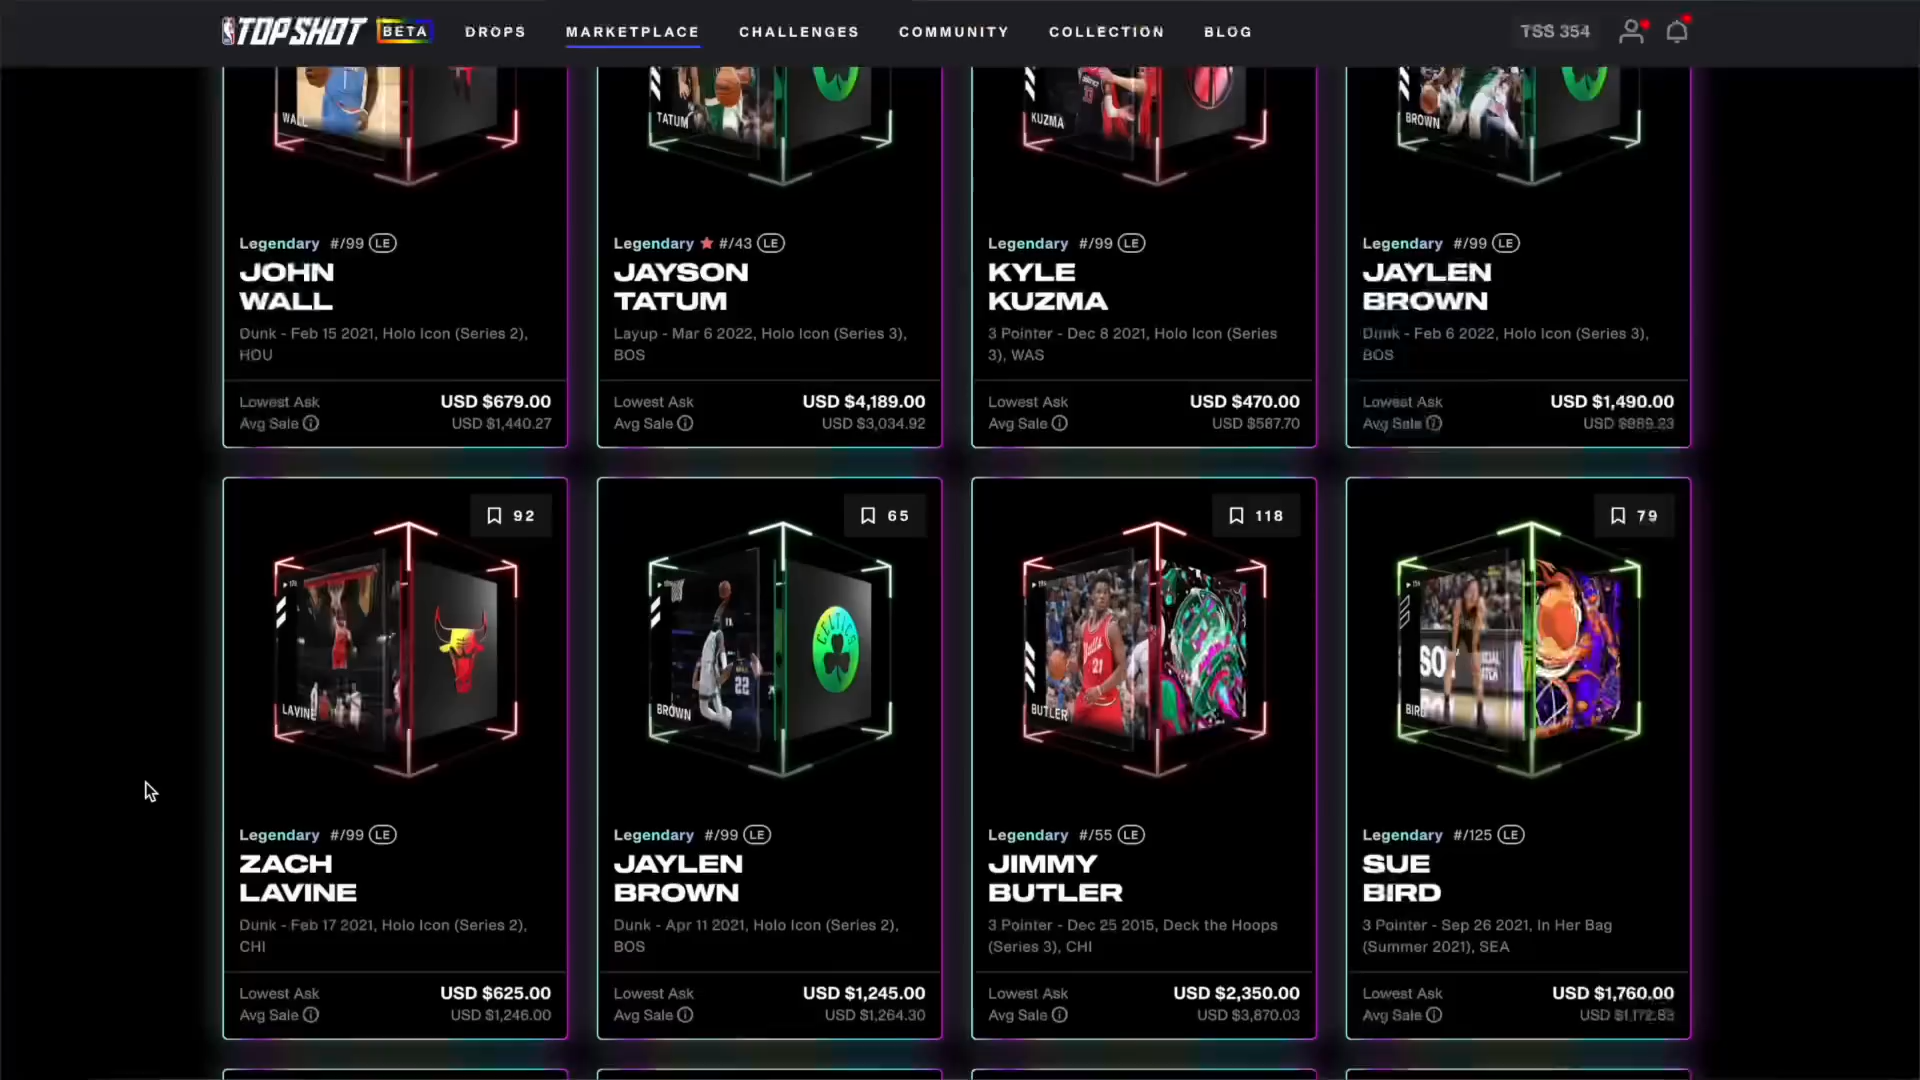 TOP SHOT BETA DROPS MARKETPLACE CHALLENGES COMMUNITY COLLECTION BLOG TSS 354
WALL TATUM KUZMA BROWN
Legendary #/99 LE
JOHN
WALL
Dunk - Feb 15 2021, Holo Icon (Series 2),
HOU
Lowest Ask USD $679.00
Avg Sale USD $1,440.27
Legendary #/43 LE
JAYSON
TATUM
Layup - Mar 6 2022, Holo Icon (Series 3),
BOS
Lowest Ask USD $4,189.00
Avg Sale USD $3,034.92
Legendary #/99 LE
KYLE
KUZMA
3 Pointer - Dec 8 2021, Holo Icon (Series
3), WAS
Lowest Ask USD $470.00
Avg Sale USD $587.70
Legendary #/99 LE
JAYLEN
BROWN
Dunk - Feb 6 2022, Holo Icon (Series 3),
BOS
Lowest Ask USD $1,490.00
Avg Sale USD
92
LAVINE
Legendary #/99 LE
ZACH
LAVINE
Dunk - Feb 17 2021, Holo Icon (Series 2),
CHI
Lowest Ask USD $625.00
Avg Sale USD $1,246.00
65
BROWN
22
CELTICS
Legendary #/99 LE
JAYLEN
BROWN
Dunk - Apr 11 2021, Holo Icon (Series 2),
BOS
Lowest Ask USD $1,245.00
Avg Sale USD $1,264.30
118
Bulls
21
BUTLER
Legendary #/55 LE
JIMMY
BUTLER
3 Pointer - Dec 25 2015, Deck the Hoops
(Series 3), CHI
Lowest Ask USD $2,350.00
Avg Sale USD $3,870.03
79
BIRD
Legendary #/125 LE
SUE
BIRD
3 Pointer - Sep 26 2021, In Her Bag
(Summer 2021), SEA
Lowest Ask USD $1,760.00
Avg Sale USD